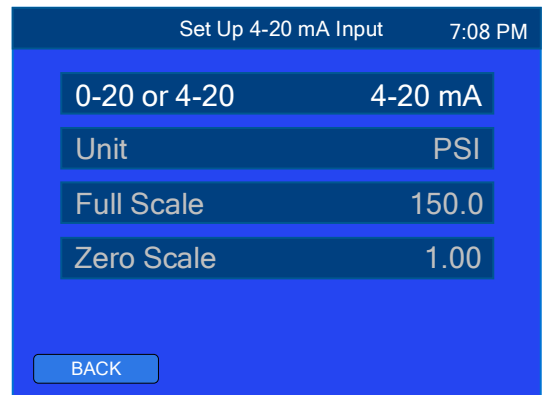 Set Up 4-20 mA Input 7:08 PM
0-20 or 4-20 4-20 mA
Unit PSI
Full Scale 150.0
Zero Scale 1.00
BACK